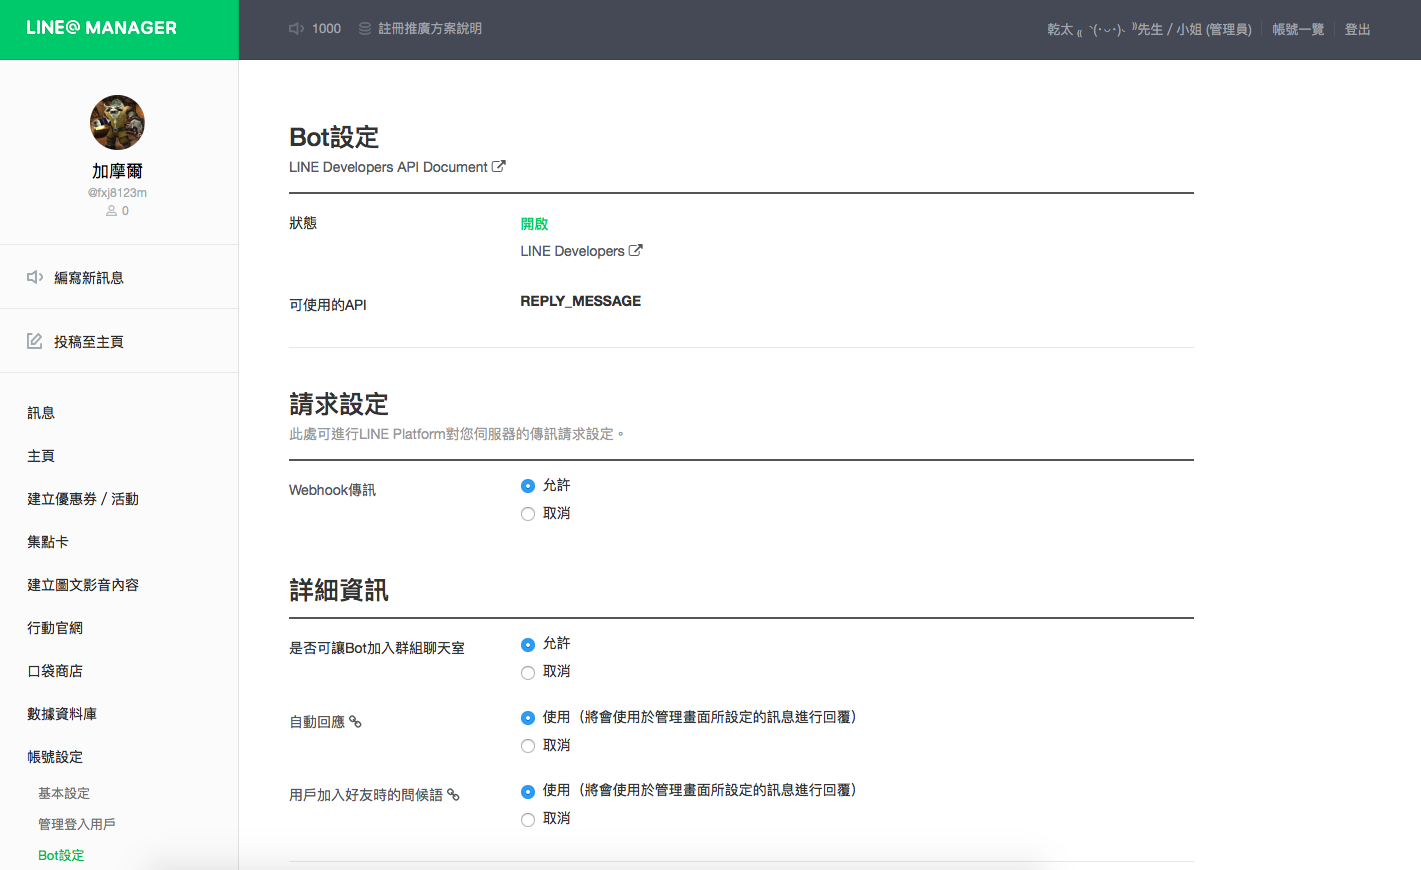 LINE@ MANAGER
1000 註冊推廣方案說明
乾太 ₍₍ ◝(･ᴗ･)◟ ⁾⁾先生 / 小姐 (管理員) 帳號一覽 登出
加摩爾
@fxj8123m
0
編寫新訊息
投稿至主頁
訊息
主頁
建立優惠券 / 活動
集點卡
建立圖文影音內容
行動官網
口袋商店
數據資料庫
帳號設定
基本設定
管理登入用戶
Bot設定
Bot設定
LINE Developers API Document
狀態 開啟
LINE Developers
可使用的API REPLY_MESSAGE
請求設定
此處可進行LINE Platform對您伺服器的傳訊請求設定。
Webhook傳訊 允許
取消
詳細資訊
是否可讓Bot加入群組聊天室 允許
取消
自動回應 使用（將會使用於管理畫面所設定的訊息進行回覆）
取消
用戶加入好友時的問候語 使用（將會使用於管理畫面所設定的訊息進行回覆）
取消